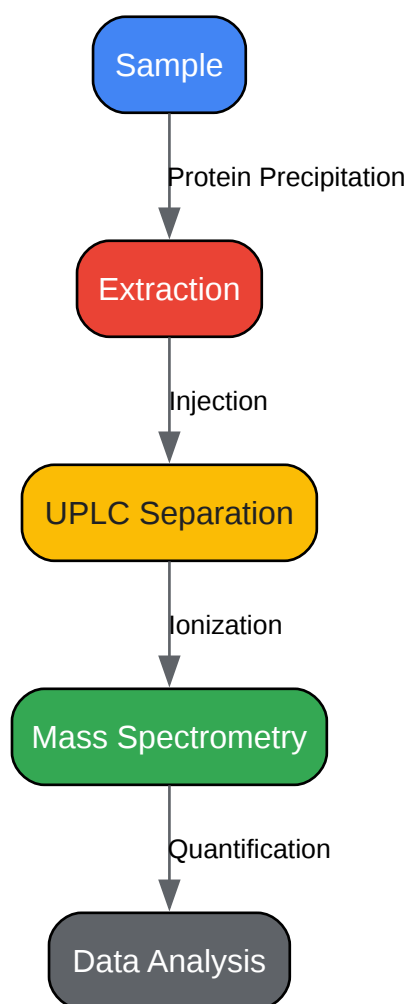 Sample
Protein Precipitation
Extraction
Injection
UPLC Separation
Ionization
Mass Spectrometry
Quantification
Data Analysis